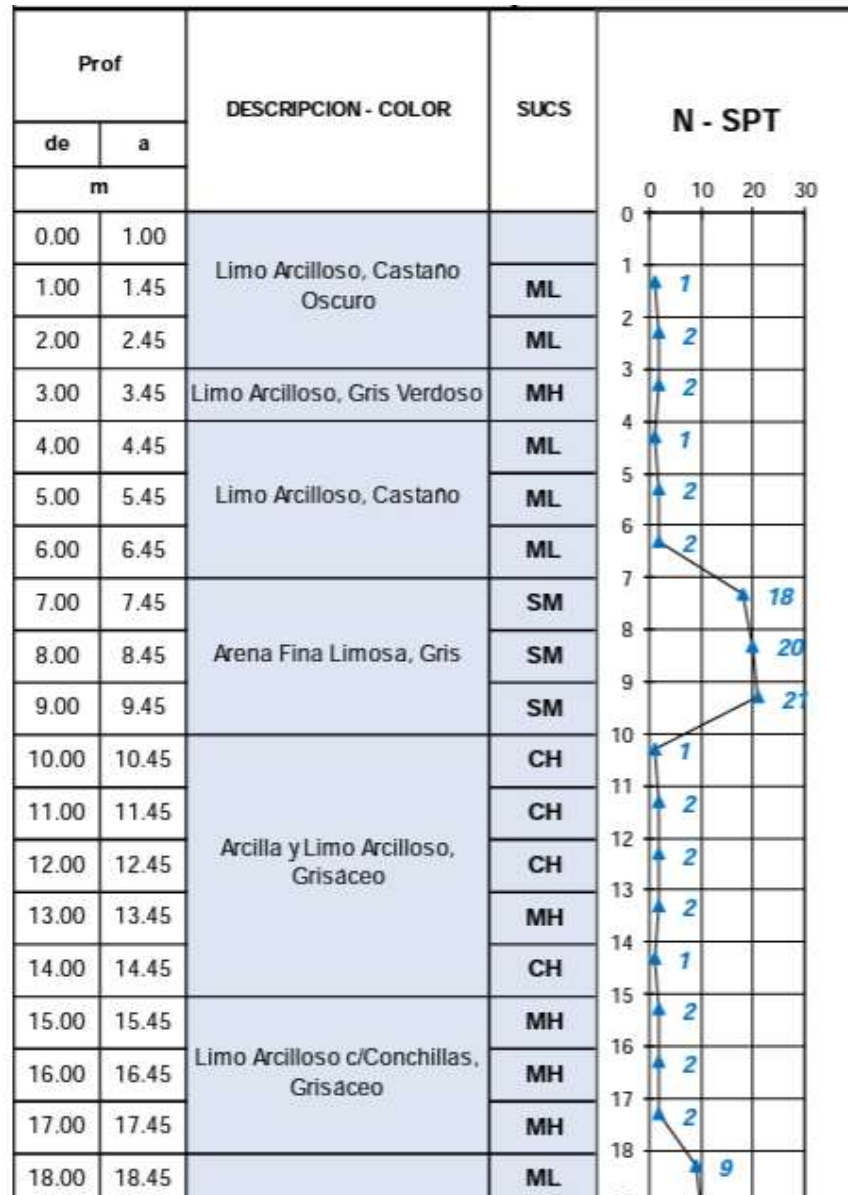 Prof
DESCRIPCION - COLOR
SUCS
N - SPT
de a
m
0 10 20 30
0
0.00 1.00
Limo Arcilloso, Castaño
Oscuro
1
1.00 1.45 ML 1
2
2.00 2.45 ML 2
3
3.00 3.45 Limo Arcilloso, Gris Verdoso MH 2
4
4.00 4.45 ML 1
5
5.00 5.45 Limo Arcilloso, Castaño ML 2
6
6.00 6.45 ML 2
7
7.00 7.45 SM 18
8
8.00 8.45 Arena Fina Limosa, Gris SM 20
9
9.00 9.45 SM 21
10
10.00 10.45 CH 1
11
11.00 11.45 CH 2
12
Arcilla y Limo Arcilloso,
Grisáceo
12.00 12.45 CH 2
13
13.00 13.45 MH 2
14
14.00 14.45 CH 1
15
15.00 15.45 MH 2
16
Limo Arcilloso c/Conchillas,
Grisáceo
16.00 16.45 MH 2
17
17.00 17.45 MH 2
18
18.00 18.45 ML 9